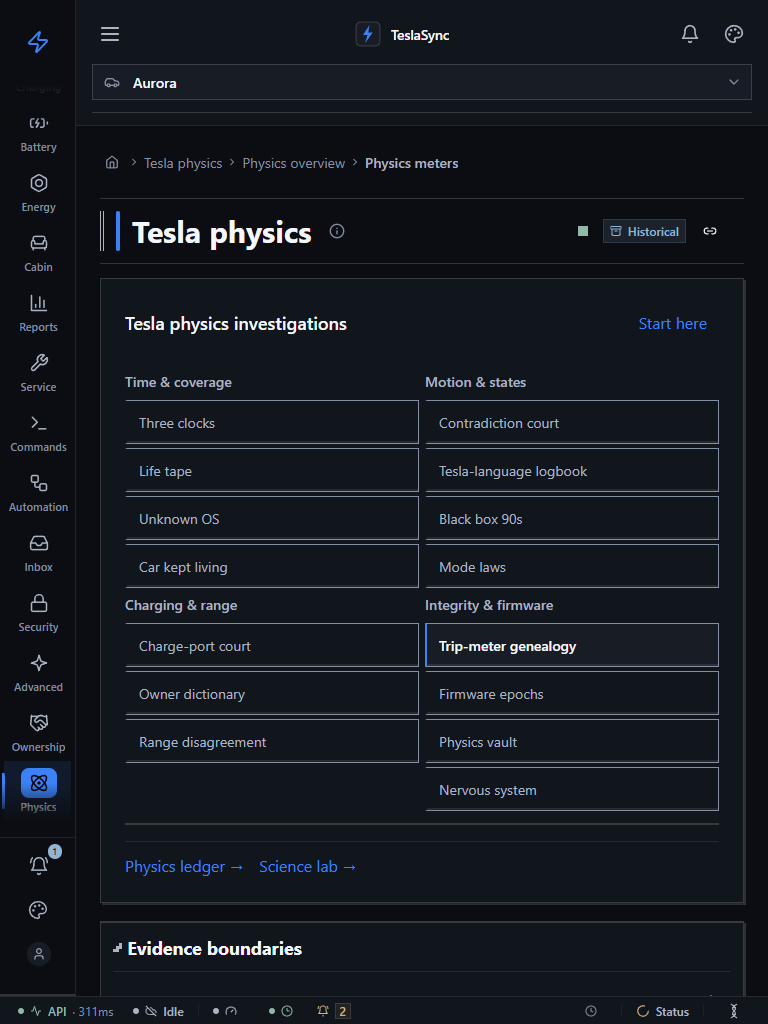 TeslaSync
Aurora
Charging
Battery
Energy
Cabin
Reports
Service
Commands
Automation
Inbox
Security
Advanced
Ownership
Physics
1
Tesla physics › Physics overview › Physics meters
Tesla physics
Historical
Tesla physics investigations
Start here
Time & coverage
Three clocks
Life tape
Unknown OS
Car kept living
Motion & states
Contradiction court
Tesla-language logbook
Black box 90s
Mode laws
Charging & range
Charge-port court
Owner dictionary
Range disagreement
Integrity & firmware
Trip-meter genealogy
Firmware epochs
Physics vault
Nervous system
Physics ledger →
Science lab →
Evidence boundaries
API · 311ms
Idle
2
Status